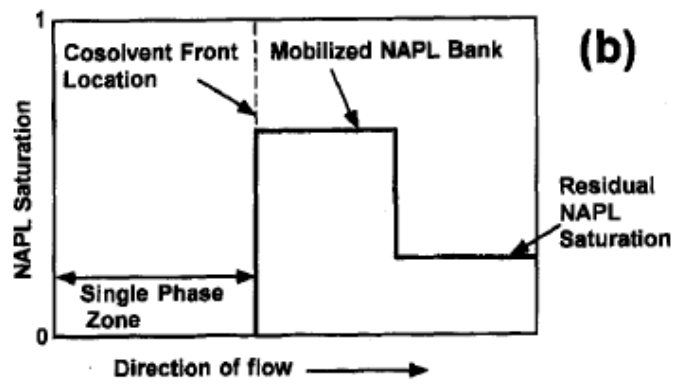 1
(b)
Cosolvent Front
Location
Mobilized NAPL Bank
NAPL Saturation
Residual
NAPL
Saturation
Single Phase
Zone
0
Direction of flow